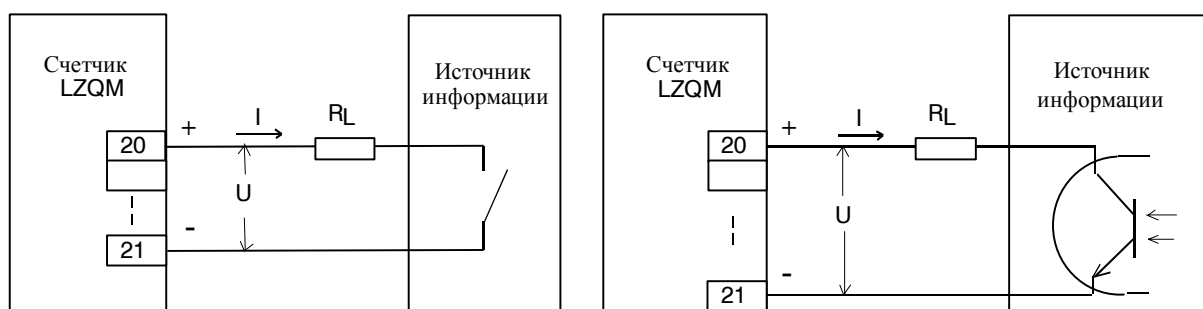 Счетчик
LZQM
Источник
информации
20
+
I
RL
U
-
21
Счетчик
LZQM
Источник
информации
20
+
I
RL
U
-
21